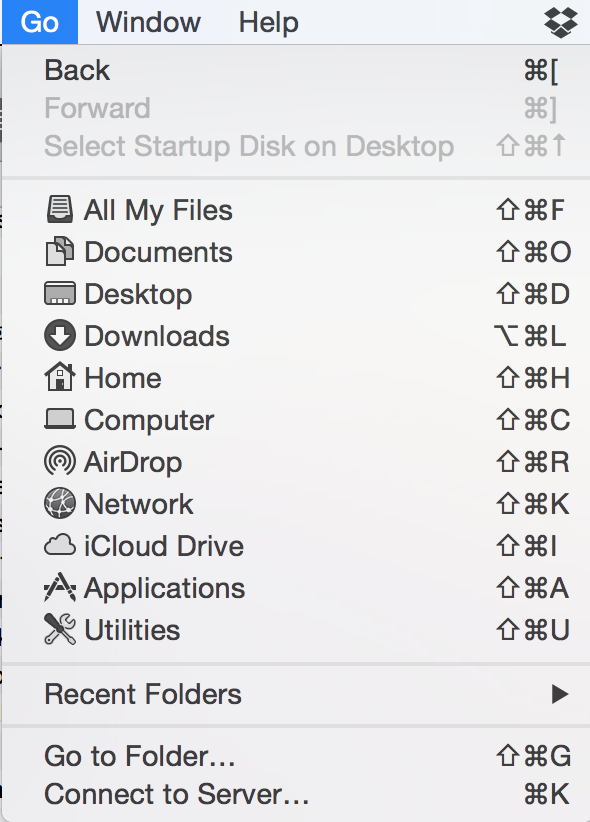 Go Window Help
Back ⌘[
Forward ⌘]
Select Startup Disk on Desktop ⇧⌘↑
All My Files ⇧⌘F
Documents ⇧⌘O
Desktop ⇧⌘D
Downloads ⌥⌘L
Home ⇧⌘H
Computer ⇧⌘C
AirDrop ⇧⌘R
Network ⇧⌘K
iCloud Drive ⇧⌘I
Applications ⇧⌘A
Utilities ⇧⌘U
Recent Folders ▶
Go to Folder… ⇧⌘G
Connect to Server… ⌘K